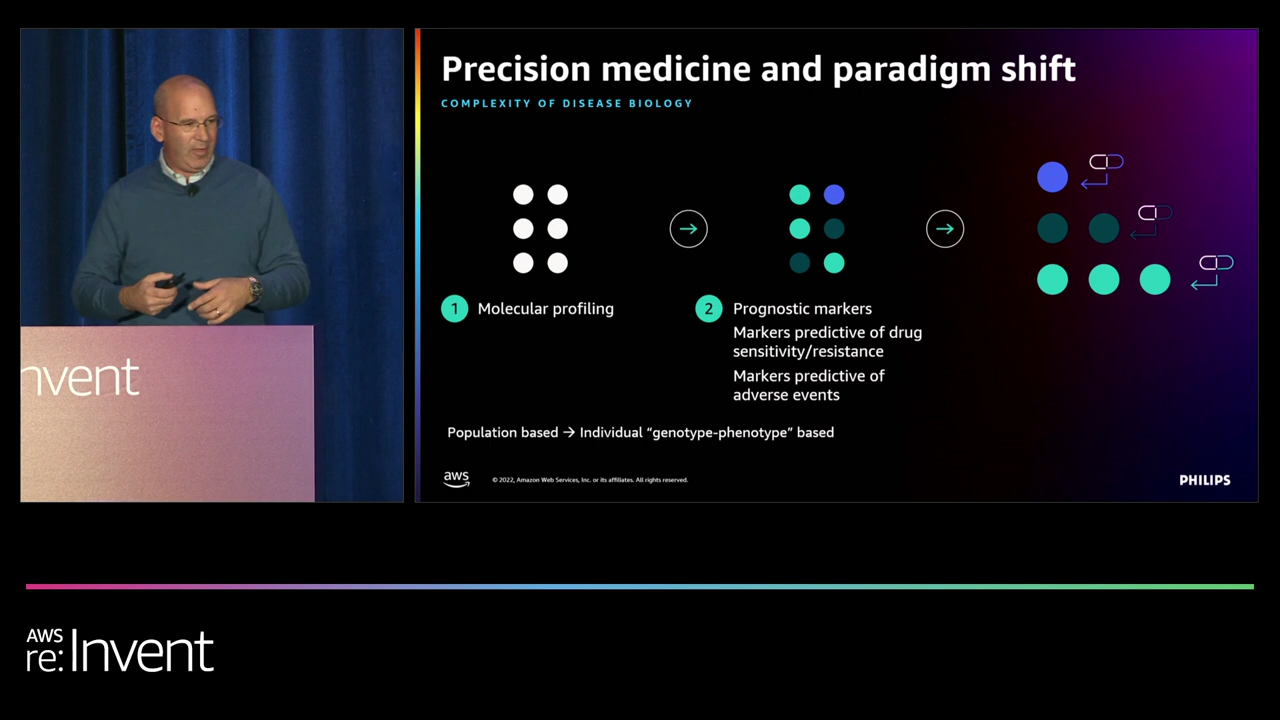 Precision medicine and paradigm shift
COMPLEXITY OF DISEASE BIOLOGY
1 Molecular profiling
2 Prognostic markers
Markers predictive of drug
sensitivity/resistance
Markers predictive of
adverse events
Population based → Individual “genotype-phenotype” based
aws
© 2022, Amazon Web Services, Inc. or its affiliates. All rights reserved.
PHILIPS
nvent
AWS
re:Invent